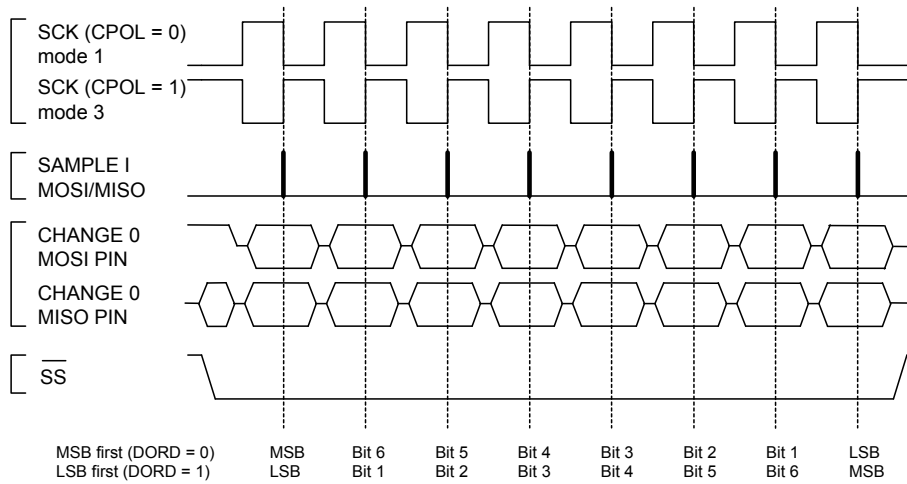 SCK (CPOL = 0)
mode 1
SCK (CPOL = 1)
mode 3
SAMPLE I
MOSI/MISO
CHANGE 0
MOSI PIN
CHANGE 0
MISO PIN
SS
MSB first (DORD = 0) MSB Bit 6 Bit 5 Bit 4 Bit 3 Bit 2 Bit 1 LSB
LSB first (DORD = 1) LSB Bit 1 Bit 2 Bit 3 Bit 4 Bit 5 Bit 6 MSB